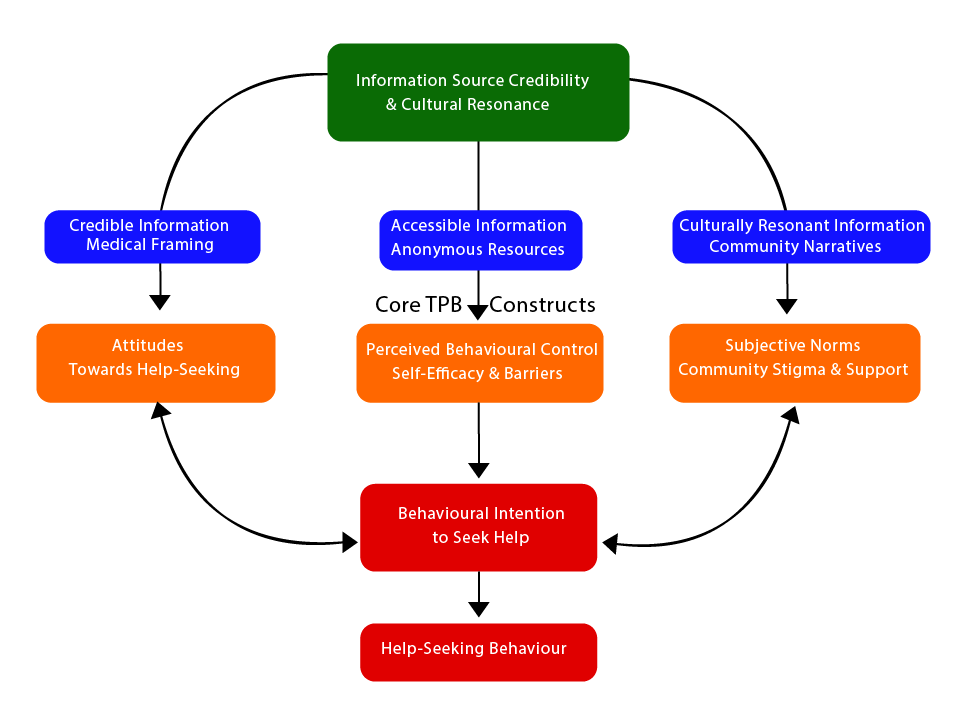 Information Source Credibility
& Cultural Resonance
Credible Information
Medical Framing
Accessible Information
Anonymous Resources
Culturally Resonant Information
Community Narratives
Core TPB Constructs
Attitudes
Towards Help-Seeking
Perceived Behavioural Control
Self-Efficacy & Barriers
Subjective Norms
Community Stigma & Support
Behavioural Intention
to Seek Help
Help-Seeking Behaviour